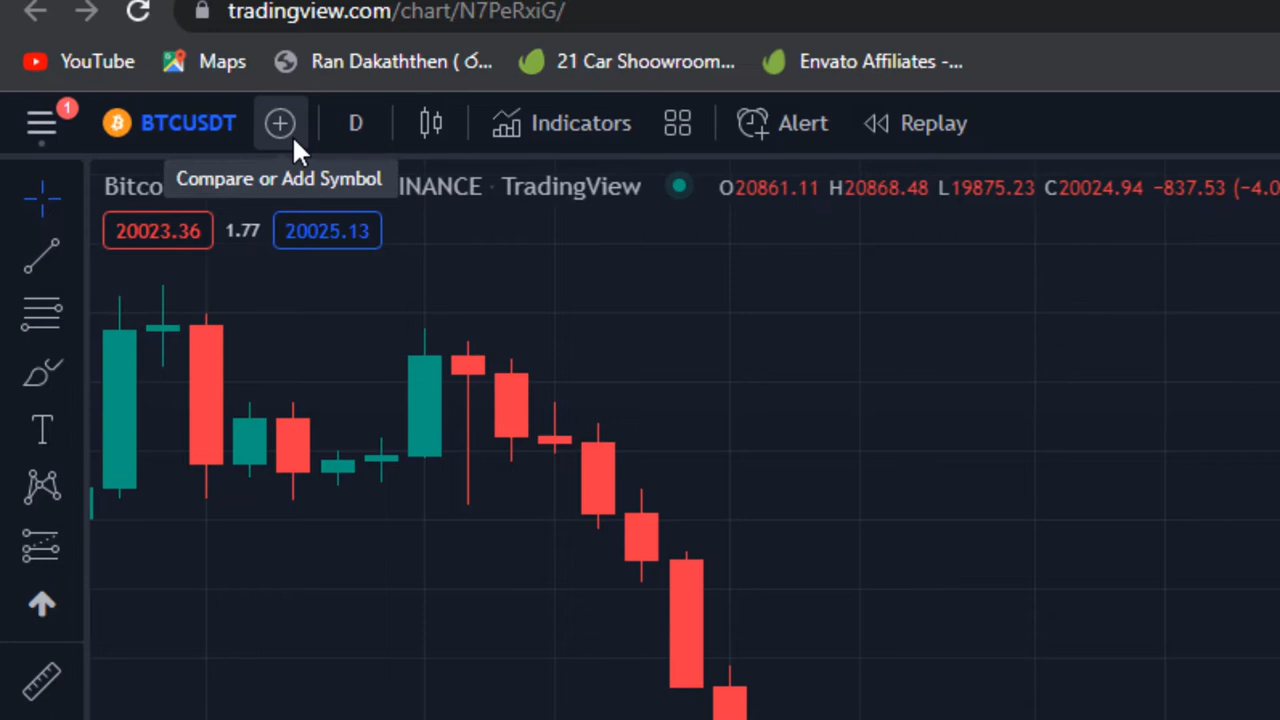 tradingview.com/chart/N7PeRxiG/
YouTube Maps Ran Dakaththen ( ර... 21 Car Shoowroom... Envato Affiliates -...
1 BTCUSDT D Indicators Alert Replay
Compare or Add Symbol
Bitco INANCE · TradingView O20861.11 H20868.48 L19875.23 C20024.94 −837.53 (−4.0
20023.36 1.77 20025.13
T